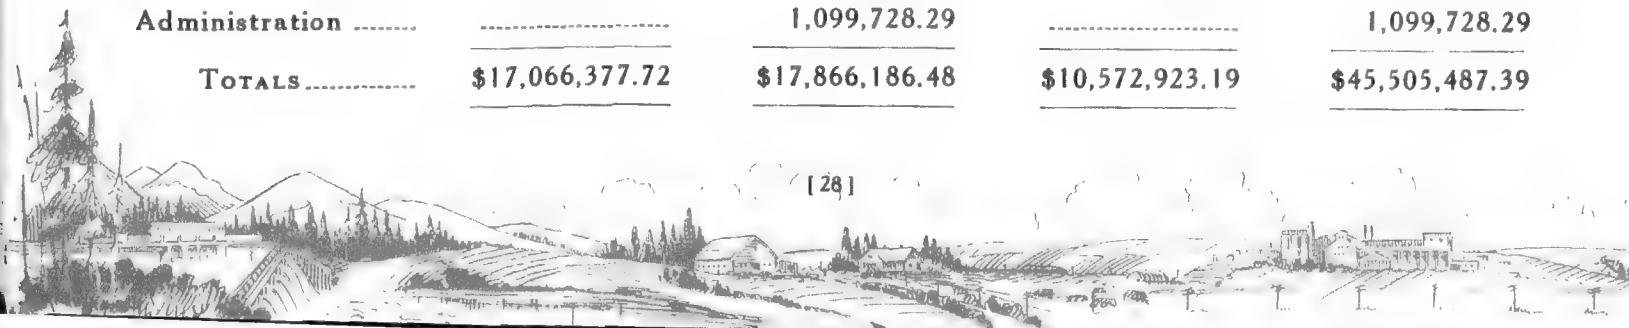 Administration ........ ........................ 1,099,728.29 ........................ 1,099,728.29
TOTALS.............. $17,066,377.72 $17,866,186.48 $10,572,923.19 $45,505,487.39
[ 28 ]